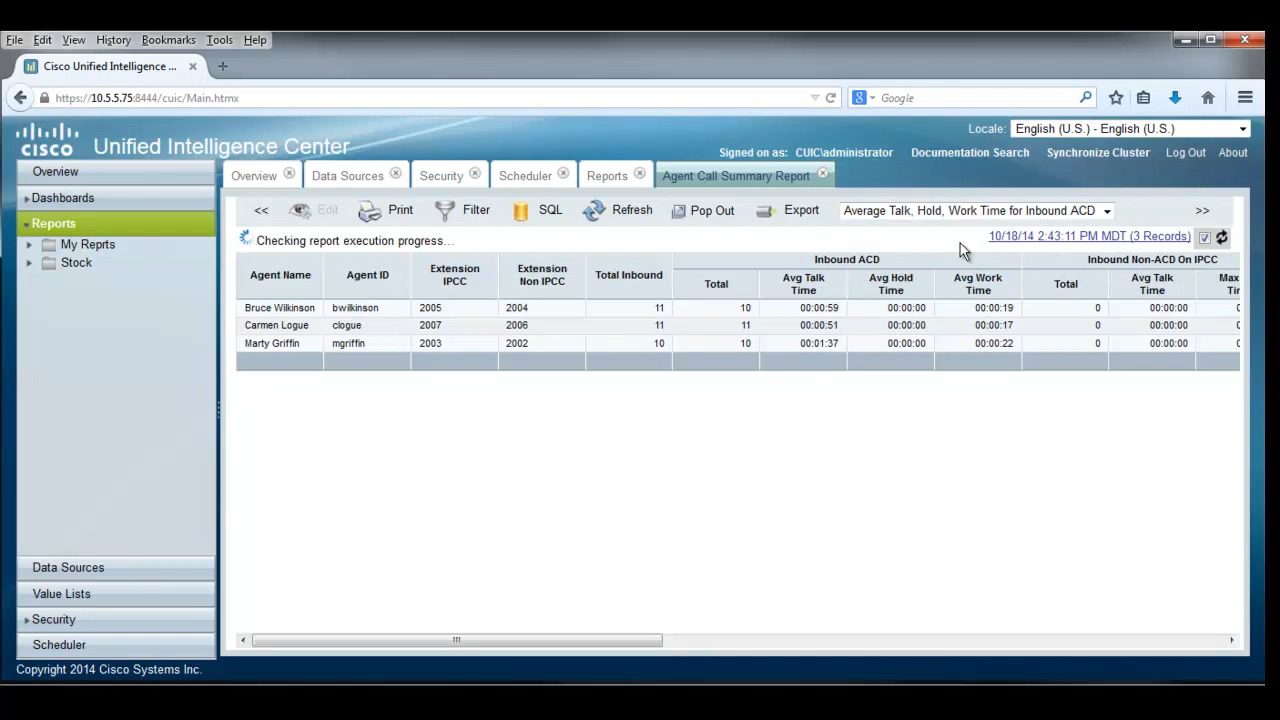 File Edit View History Bookmarks Tools Help
Cisco Unified Intelligence ...
https://10.5.5.75:8444/cuic/Main.htmx
Google
Locale: English (U.S.) - English (U.S.)
CISCO Unified Intelligence Center
Signed on as: CUIC\administrator Documentation Search Synchronize Cluster Log Out About
Overview
Dashboards
Reports
My Reprts
Stock
Data Sources
Value Lists
Security
Scheduler
Overview Data Sources Security Scheduler Reports Agent Call Summary Report
<< Edit Print Filter SQL Refresh Pop Out Export Average Talk, Hold, Work Time for Inbound ACD >>
Checking report execution progress... 10/18/14 2:43:11 PM MDT (3 Records)
Inbound ACD Inbound Non-ACD On IPCC
Agent Name Agent ID Extension IPCC Extension Non IPCC Total Inbound Total Avg Talk Time Avg Hold Time Avg Work Time Total Avg Talk Time Max
Bruce Wilkinson bwilkinson 2005 2004 11 10 00:00:59 00:00:00 00:00:19 0 00:00:00
Carmen Logue clogue 2007 2006 11 11 00:00:51 00:00:00 00:00:17 0 00:00:00
Marty Griffin mgriffin 2003 2002 10 10 00:01:37 00:00:00 00:00:22 0 00:00:00
Copyright 2014 Cisco Systems Inc.